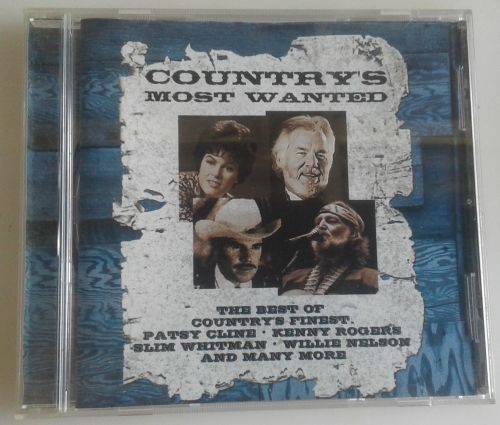 COUNTRY'S
MOST WANTED
THE BEST OF
COUNTRY'S FINEST.
PATSY CLINE · KENNY ROGERS
SLIM WHITMAN · WILLIE NELSON
AND MANY MORE